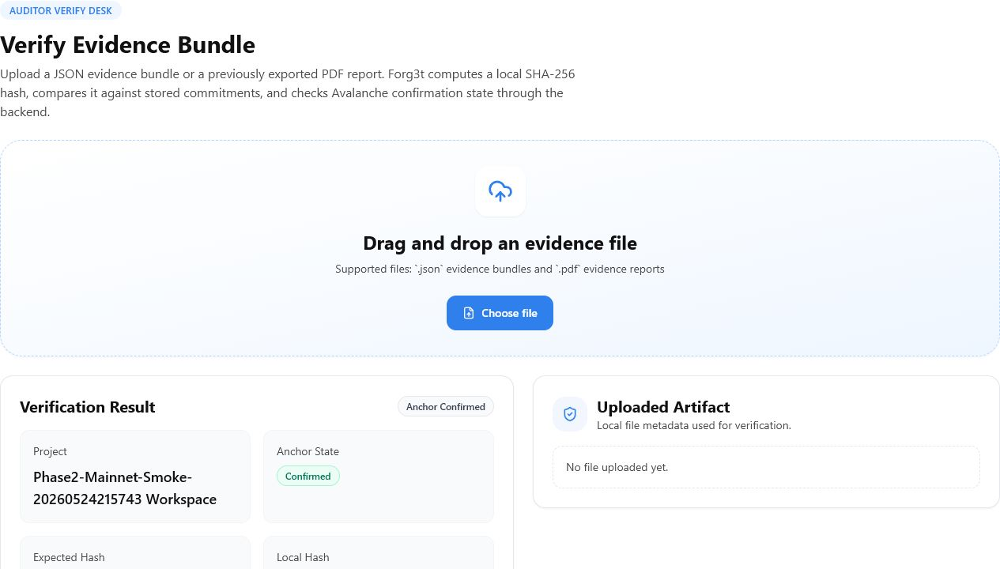 AUDITOR VERIFY DESK
Verify Evidence Bundle
Upload a JSON evidence bundle or a previously exported PDF report. Forg3t computes a local SHA-256
hash, compares it against stored commitments, and checks Avalanche confirmation state through the
backend.
Drag and drop an evidence file
Supported files: `.json` evidence bundles and `.pdf` evidence reports
Choose file
Verification Result
Anchor Confirmed
Project
Phase2-Mainnet-Smoke-
20260524215743 Workspace
Anchor State
Confirmed
Expected Hash
Local Hash
Uploaded Artifact
Local file metadata used for verification.
No file uploaded yet.